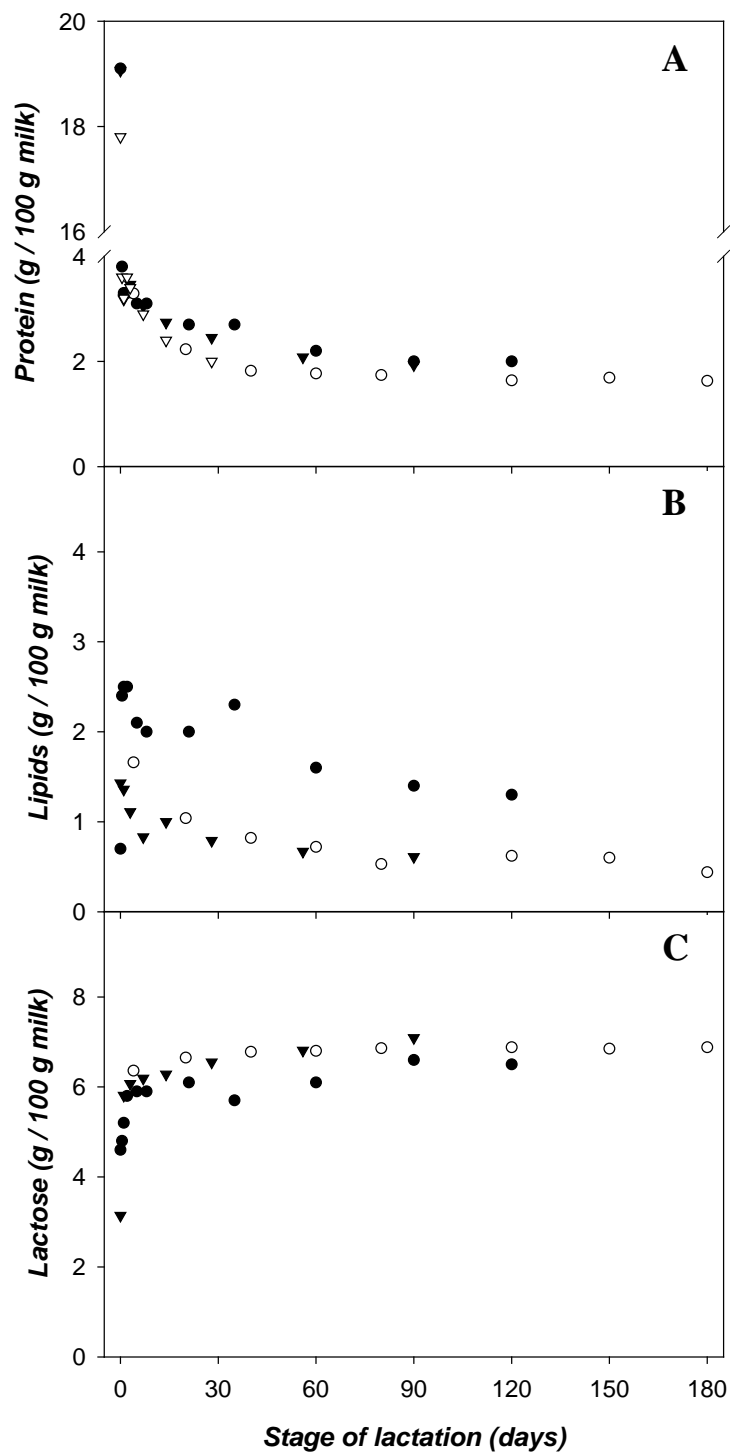 A
Protein (g / 100 g milk)
20
18
16
4
2
0
B
Lipids (g / 100 g milk)
4
3
2
1
0
C
Lactose (g / 100 g milk)
8
6
4
2
0
0 30 60 90 120 150 180
Stage of lactation (days)